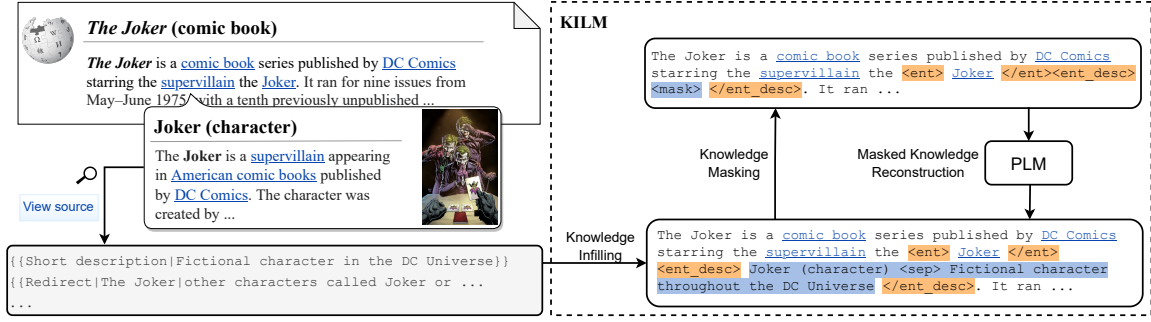 The Joker (comic book)
The Joker is a comic book series published by DC Comics
starring the supervillain the Joker. It ran for nine issues from
May–June 1975 with a tenth previously unpublished ...
Joker (character)
The Joker is a supervillain appearing
in American comic books published
by DC Comics. The character was
created by ...
View source
{{Short description|Fictional character in the DC Universe}}
{{Redirect|The Joker|other characters called Joker or ...
...
Knowledge
Infilling
KILM
The Joker is a comic book series published by DC Comics
starring the supervillain the <ent> Joker </ent><ent_desc>
<mask> </ent_desc>. It ran ...
Knowledge
Masking
Masked Knowledge
Reconstruction
PLM
The Joker is a comic book series published by DC Comics
starring the supervillain the <ent> Joker </ent>
<ent_desc> Joker (character) <sep> Fictional character
throughout the DC Universe </ent_desc>. It ran ...